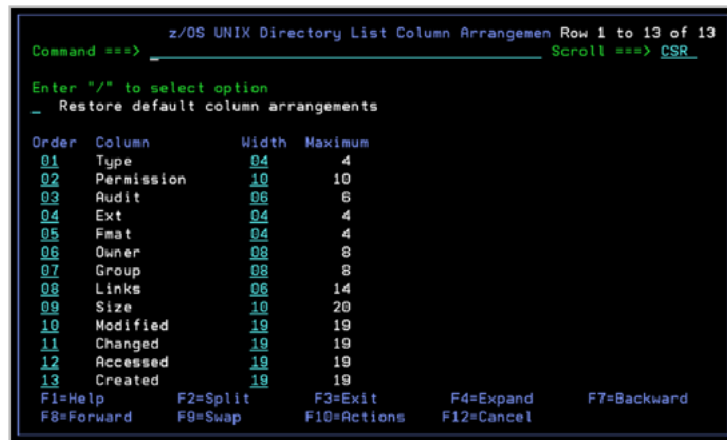 z/OS UNIX Directory List Column Arrangemen Row 1 to 13 of 13
Command ===> Scroll ===> CSR
Enter "/" to select option
_ Restore default column arrangements
Order Column Width Maximum
01 Type 04 4
02 Permission 10 10
03 Audit 06 6
04 Ext 04 4
05 Fmat 04 4
06 Owner 08 8
07 Group 08 8
08 Links 06 14
09 Size 10 20
10 Modified 19 19
11 Changed 19 19
12 Accessed 19 19
13 Created 19 19
F1=Help F2=Split F3=Exit F4=Expand F7=Backward
F8=Forward F9=Swap F10=Actions F12=Cancel